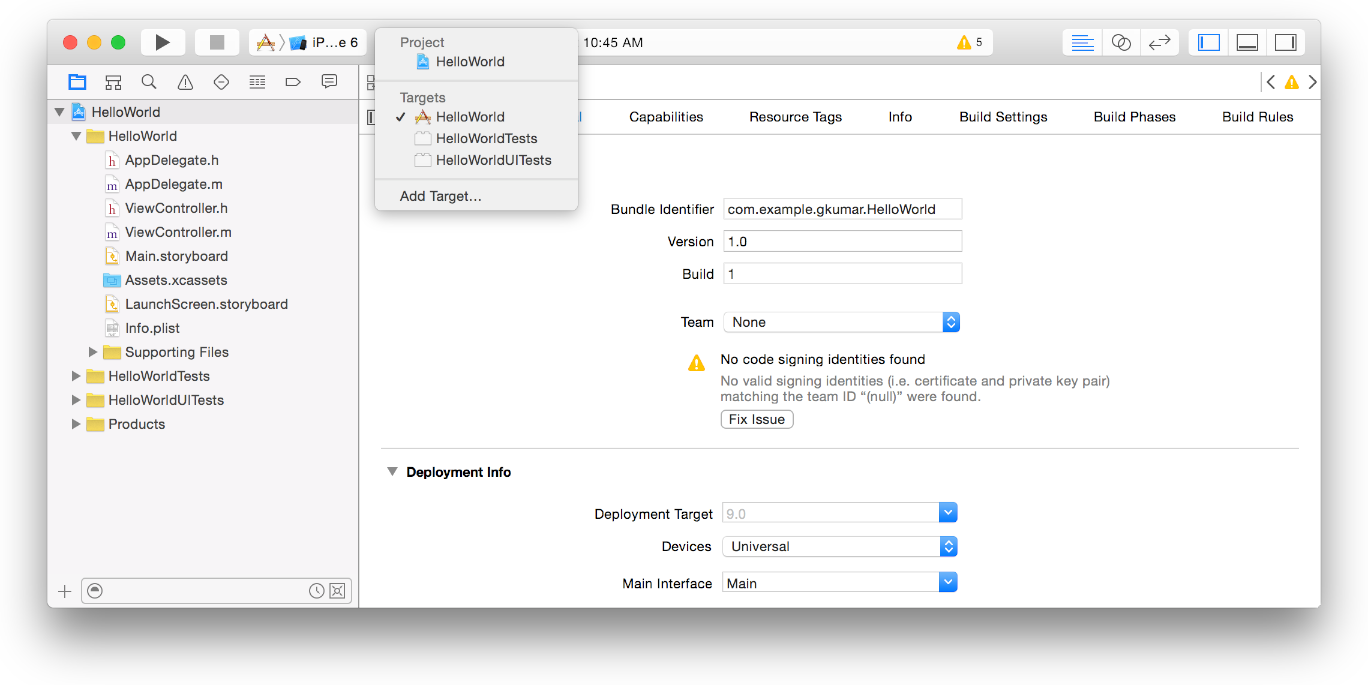 iP...e 6
10:45 AM
5
Project
HelloWorld
Targets
HelloWorld
HelloWorldTests
HelloWorldUITests
Add Target...
HelloWorld
HelloWorld
h AppDelegate.h
m AppDelegate.m
h ViewController.h
m ViewController.m
Main.storyboard
Assets.xcassets
LaunchScreen.storyboard
Info.plist
Supporting Files
HelloWorldTests
HelloWorldUITests
Products
Capabilities Resource Tags Info Build Settings Build Phases Build Rules
Bundle Identifier com.example.gkumar.HelloWorld
Version 1.0
Build 1
Team None
No code signing identities found
No valid signing identities (i.e. certificate and private key pair)
matching the team ID “(null)” were found.
Fix Issue
Deployment Info
Deployment Target 9.0
Devices Universal
Main Interface Main